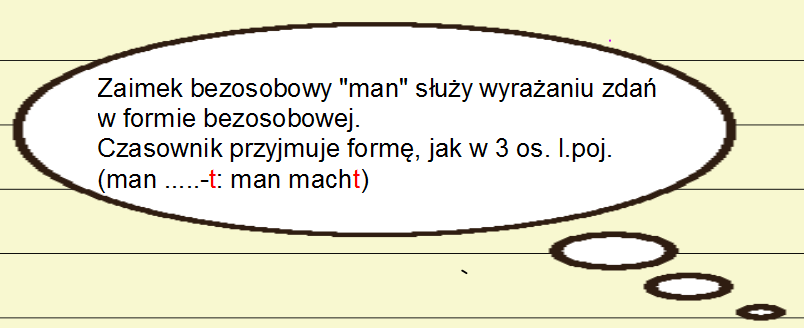 Zaimek bezosobowy "man" służy wyrażaniu zdań
w formie bezosobowej.
Czasownik przyjmuje formę, jak w 3 os. l.poj.
(man .....-t: man macht)